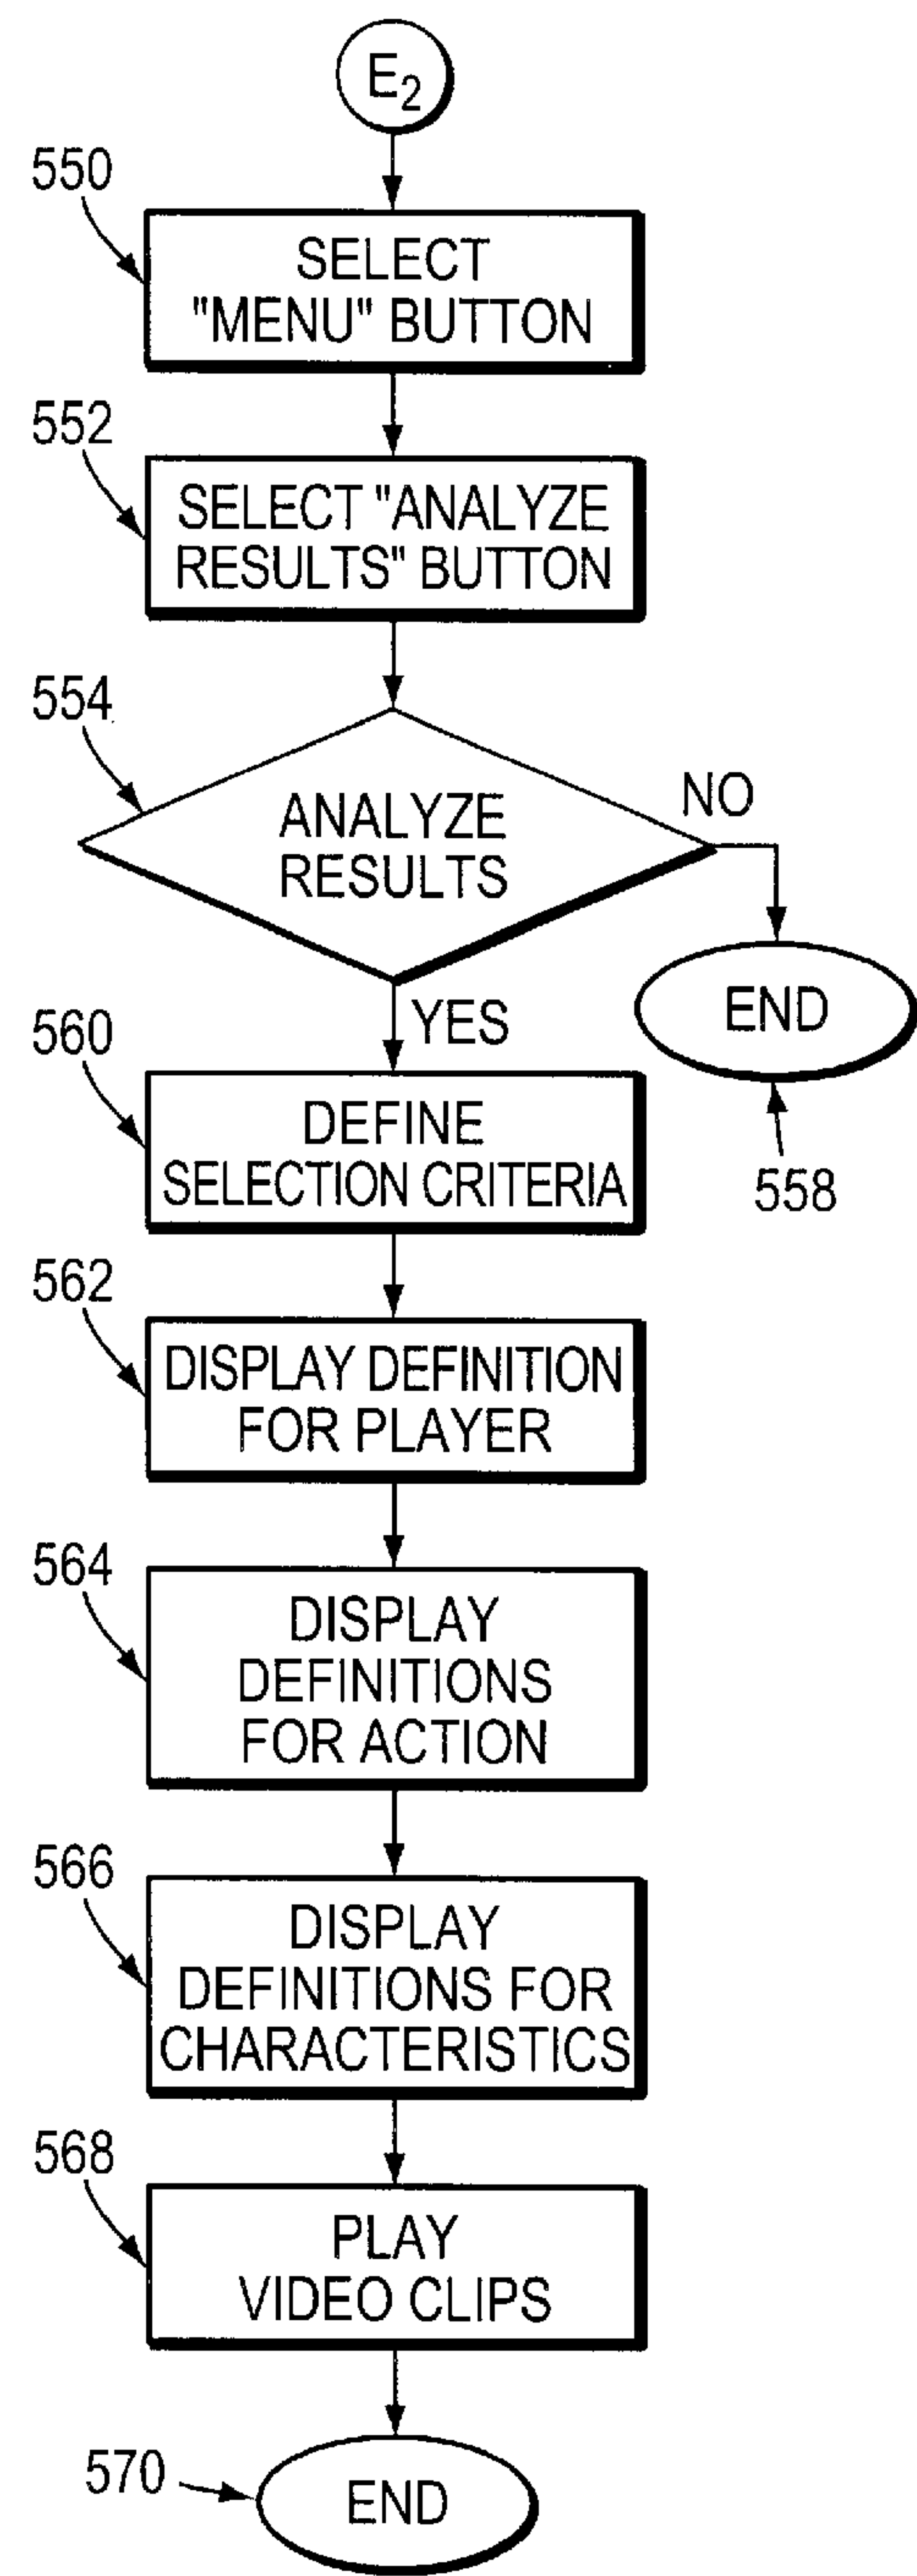 E2
550
SELECT
"MENU" BUTTON
552
SELECT "ANALYZE
RESULTS" BUTTON
554
ANALYZE
RESULTS
NO
END
558
YES
560
DEFINE
SELECTION CRITERIA
562
DISPLAY DEFINITION
FOR PLAYER
564
DISPLAY
DEFINITIONS
FOR ACTION
566
DISPLAY
DEFINITIONS FOR
CHARACTERISTICS
568
PLAY
VIDEO CLIPS
570
END